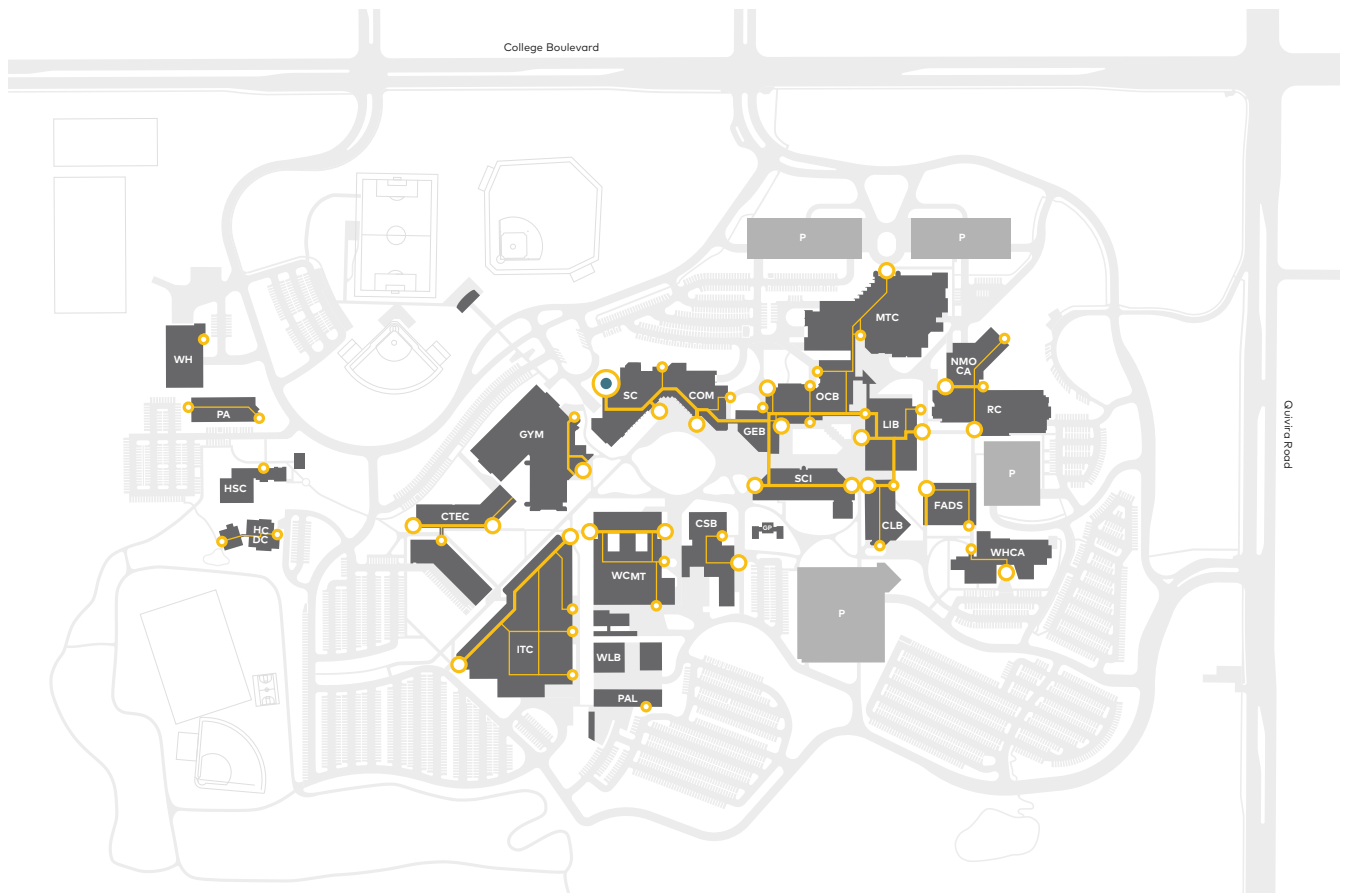 College Boulevard
P
P
MTC
WH
NMO
CA
SC
COM
OCB
RC
PA
LIB
GEB
GYM
Quivira Road
P
SCI
HSC
FADS
CTEC
CSB
GP
CLB
HC
DC
WHCA
WCMT
P
ITC
WLB
PAL